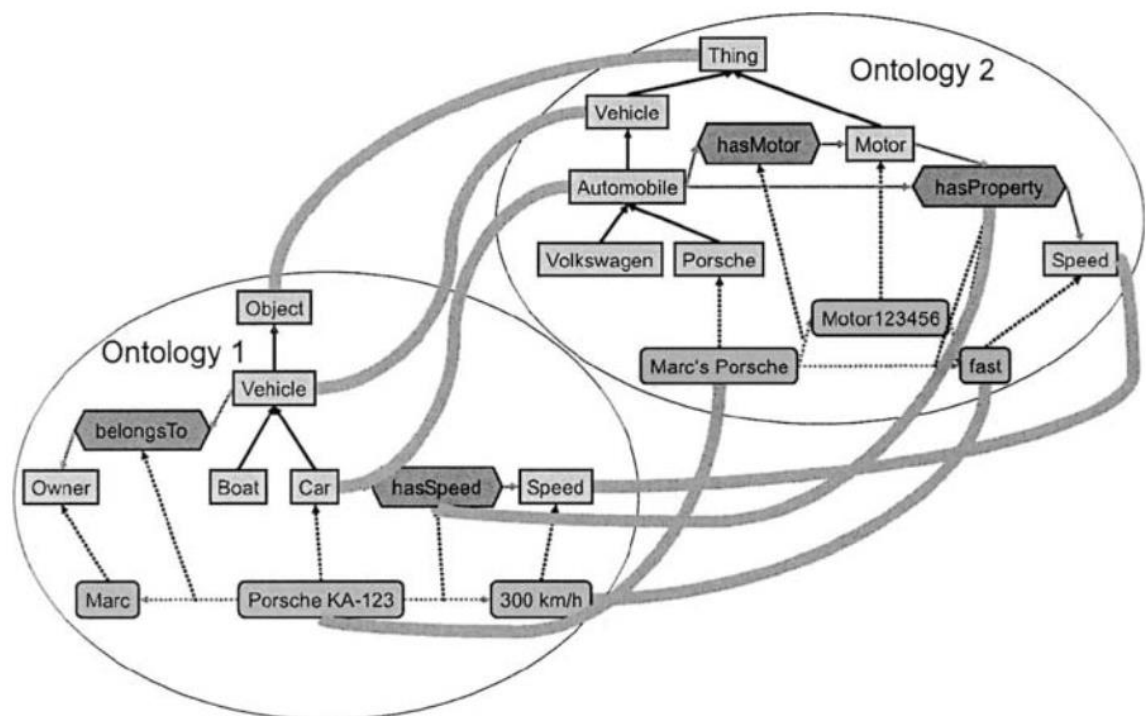 Thing
Ontology 2
Vehicle
hasMotor
Motor
Automobile
hasProperty
Volkswagen
Porsche
Speed
Object
Motor123456
Ontology 1
Marc's Porsche
fast
Vehicle
belongsTo
Owner
Boat
Car
hasSpeed
Speed
Marc
Porsche KA-123
300 km/h